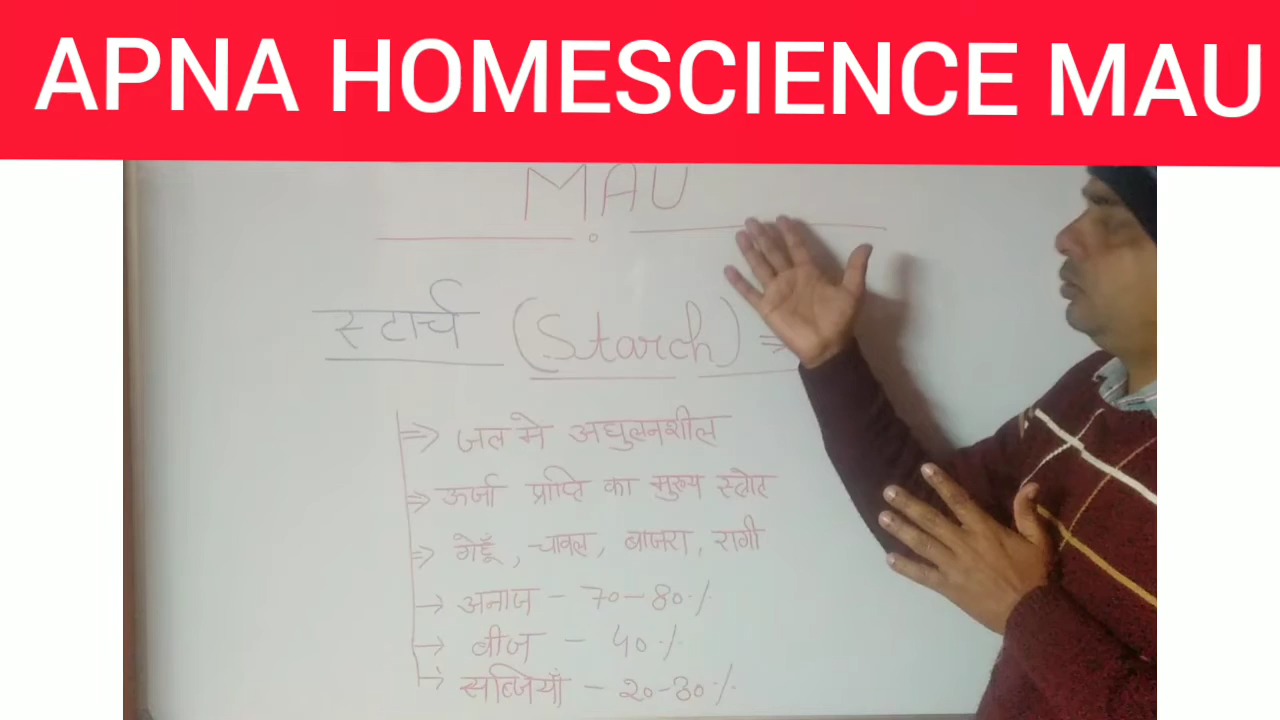 APNA HOMESCIENCE MAU
MAU
स्टार्च (Starch) ⇒
⇒ जल मे अघुलनशील
⇒ ऊर्जा प्राप्ति का मुख्य स्त्रोत
⇒ गेहूँ, चावल, बाजरा, रागी
→ अनाज - 70-80%
→ बीज - 40%
→ सब्जियाँ - 20-30%